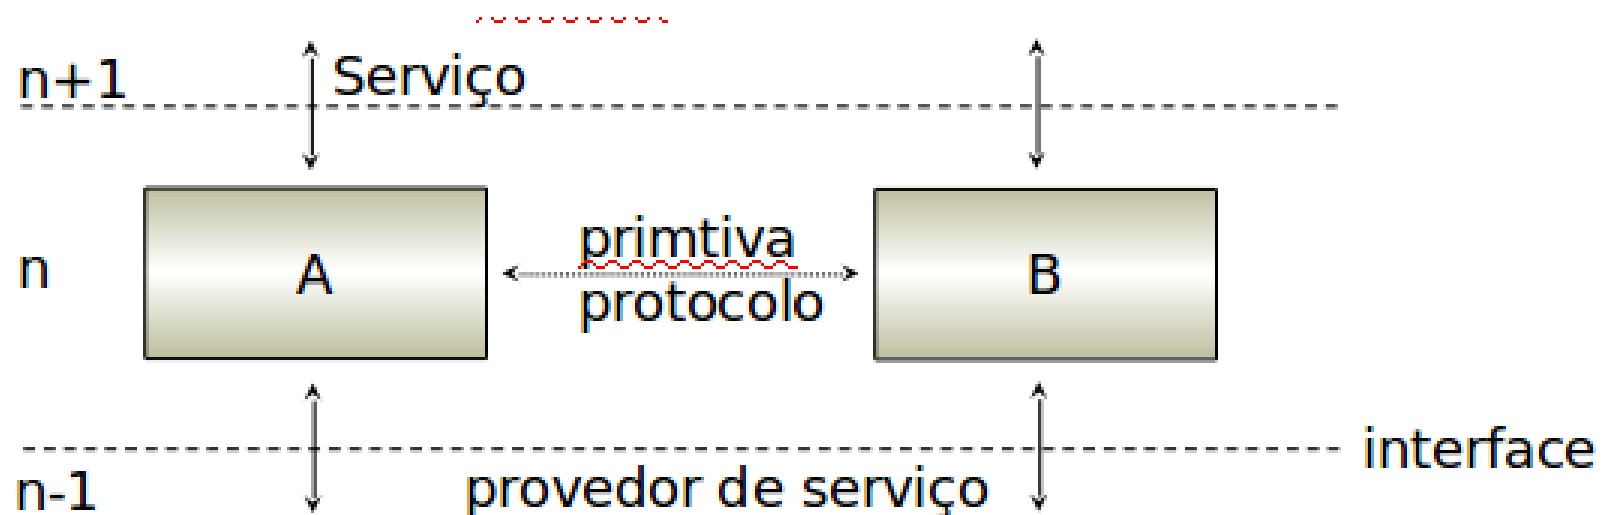 n+1
Serviço
primtiva
n
A
B
protocolo
interface
n-1
provedor de serviço